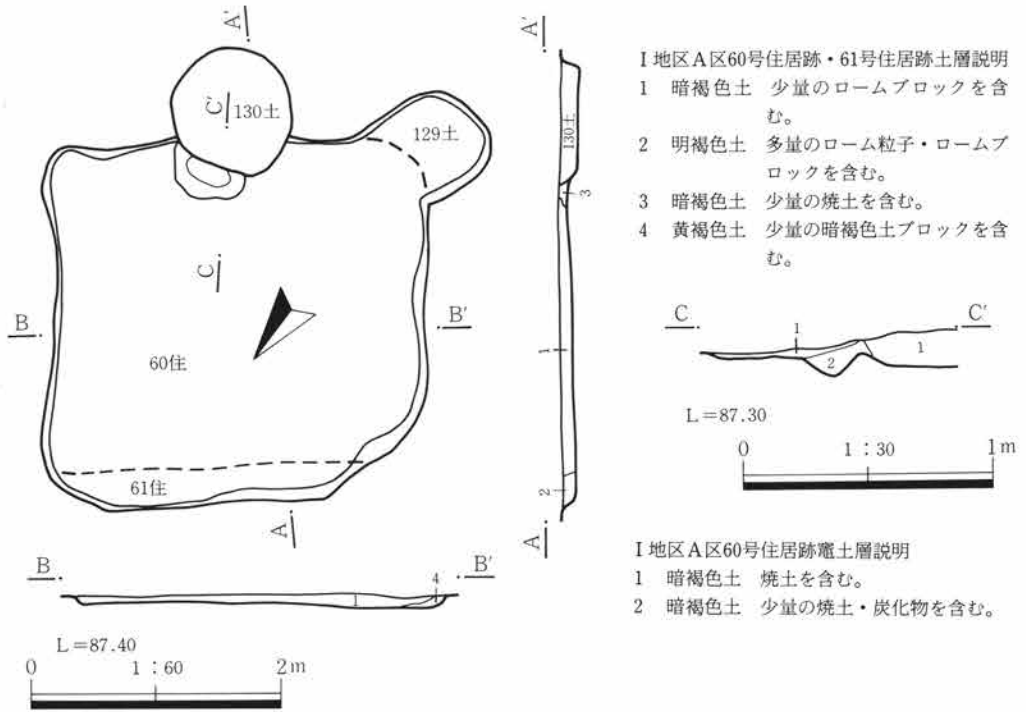 A'
C'
130土
129土
C
B
B'
60住
61住
A
B
B'
1
4
L=87.40
0 1:60 2m
A'
130土
3
1
2
A
I地区A区60号住居跡・61号住居跡土層説明
1 暗褐色土 少量のロームブロックを含
む。
2 明褐色土 多量のローム粒子・ロームブ
ロックを含む。
3 暗褐色土 少量の焼土を含む。
4 黄褐色土 少量の暗褐色土ブロックを含
む。
C
C'
1
2
1
L=87.30
0 1:30 1m
I地区A区60号住居跡竈土層説明
1 暗褐色土 焼土を含む。
2 暗褐色土 少量の焼土・炭化物を含む。